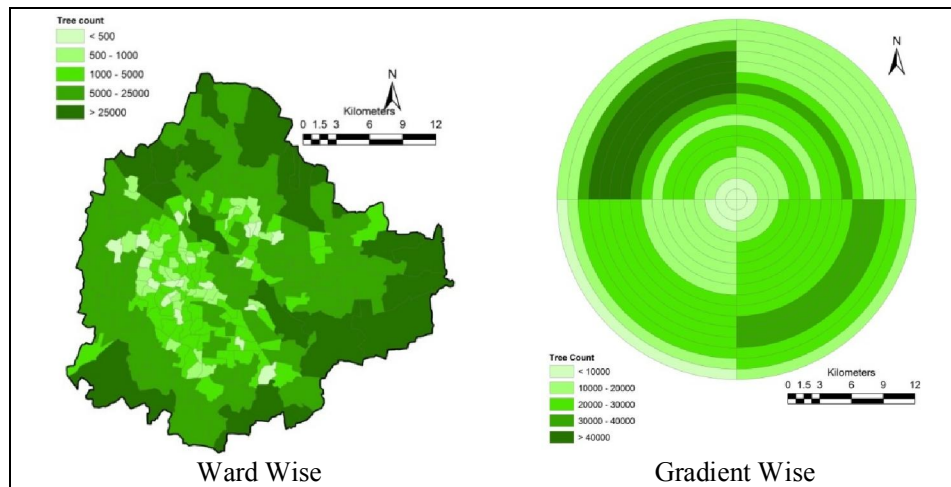 Tree count
< 500
500 - 1000
1000 - 5000
5000 - 25000
> 25000
N
Kilometers
0 1.5 3 6 9 12
Ward Wise
N
Tree Count
< 10000
10000 - 20000
20000 - 30000
30000 - 40000
> 40000
Kilometers
0 1.5 3 6 9 12
Gradient Wise